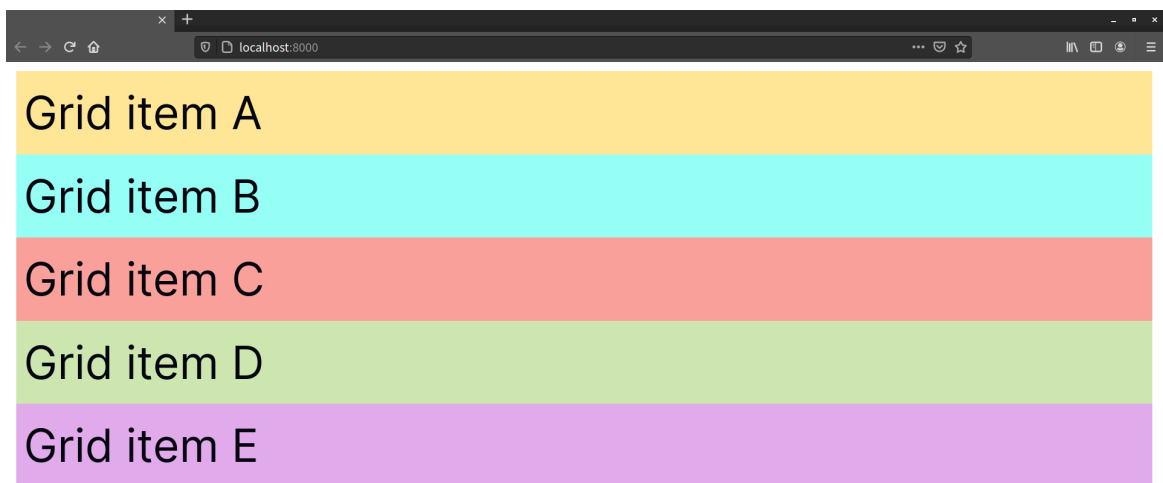 localhost:8000
Grid item A
Grid item B
Grid item C
Grid item D
Grid item E